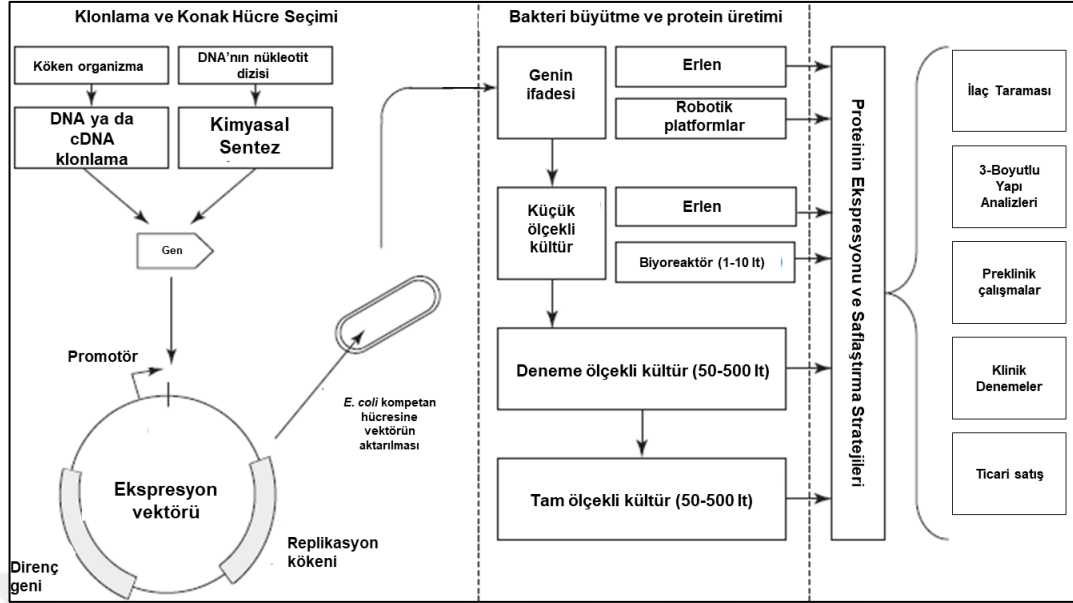 Klonlama ve Konak Hücre Seçimi
Köken organizma
DNA'nın nükleotit
dizisi
DNA ya da
cDNA
klonlama
Kimyasal
Sentez
Gen
Promotör
Ekspresyon
vektörü
Direnç
geni
Replikasyon
kökeni
E. coli kompetan
hücresine
vektörün
aktarılması
Bakteri büyütme ve protein üretimi
Genin
ifadesi
Erlen
Robotik
platformlar
Küçük
ölçekli
kültür
Erlen
Biyoreaktör (1-10 lt)
Deneme ölçekli kültür (50-500 lt)
Tam ölçekli kültür (50-500 lt)
Proteinin Ekspresyonu ve Saflaştırma Stratejileri
İlaç Taraması
3-Boyutlu
Yapı
Analizleri
Preklinik
çalışmalar
Klinik
Denemeler
Ticari satış